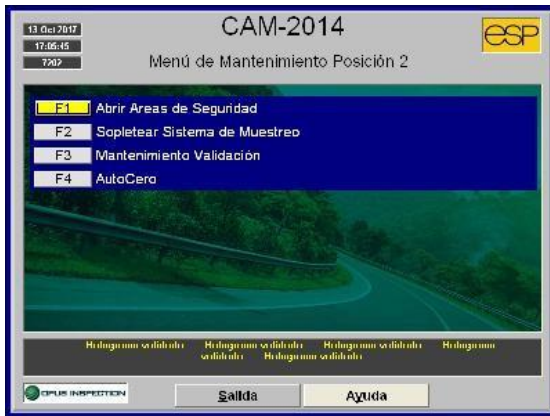 13 Oct 2017
17:05:45
7202
CAM-2014
Menú de Mantenimiento Posición 2
esp
F1 Abrir Areas de Seguridad
F2 Sopletear Sistema de Muestreo
F3 Mantenimiento Validación
F4 AutoCero
OPUS INSPECTION
Salida
Ayuda